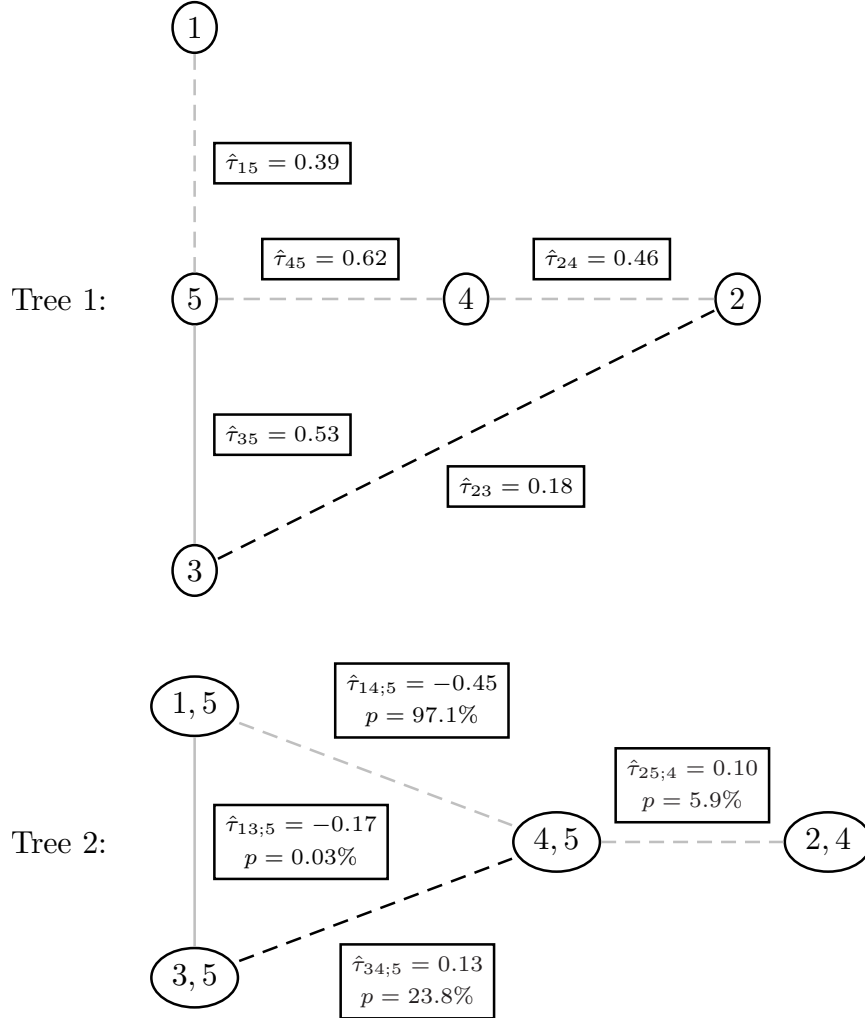 1
τ̂₁₅ = 0.39
τ̂₄₅ = 0.62
τ̂₂₄ = 0.46
Tree 1:
5
4
2
τ̂₃₅ = 0.53
τ̂₂₃ = 0.18
3
τ̂₁₄;₅ = −0.45
p = 97.1%
1, 5
τ̂₂₅;₄ = 0.10
p = 5.9%
τ̂₁₃;₅ = −0.17
p = 0.03%
Tree 2:
4, 5
2, 4
τ̂₃₄;₅ = 0.13
p = 23.8%
3, 5